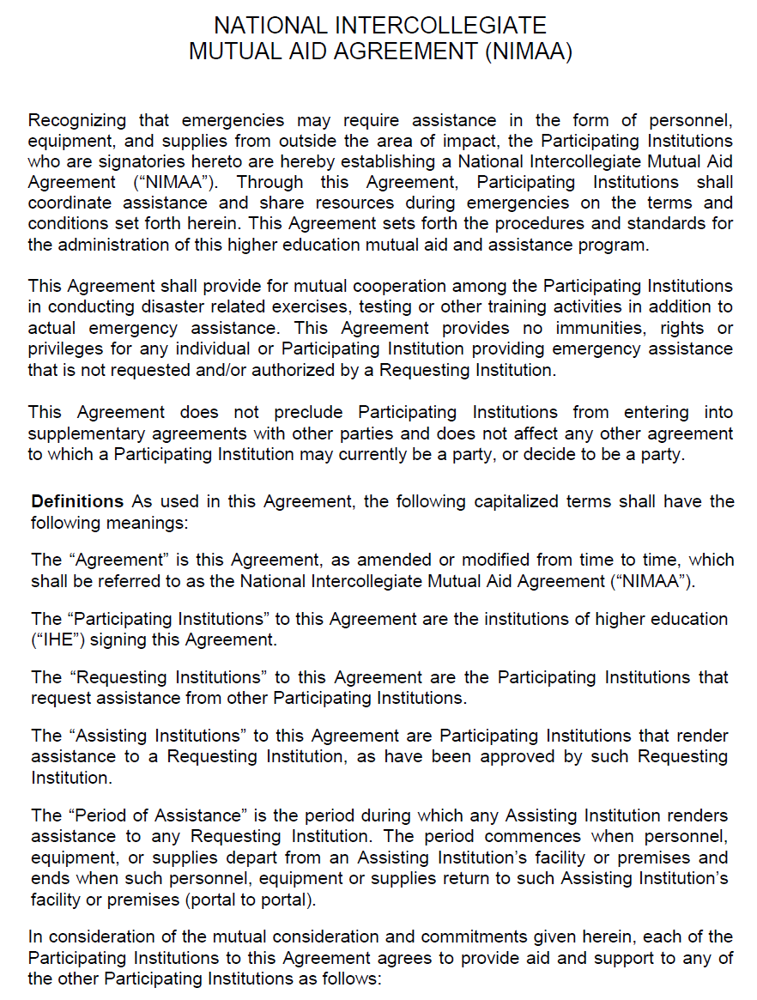 NATIONAL INTERCOLLEGIATE
MUTUAL AID AGREEMENT (NIMAA)
Recognizing that emergencies may require assistance in the form of personnel,
equipment, and supplies from outside the area of impact, the Participating Institutions
who are signatories hereto are hereby establishing a National Intercollegiate Mutual Aid
Agreement (“NIMAA”). Through this Agreement, Participating Institutions shall
coordinate assistance and share resources during emergencies on the terms and
conditions set forth herein. This Agreement sets forth the procedures and standards for
the administration of this higher education mutual aid and assistance program.
This Agreement shall provide for mutual cooperation among the Participating Institutions
in conducting disaster related exercises, testing or other training activities in addition to
actual emergency assistance. This Agreement provides no immunities, rights or
privileges for any individual or Participating Institution providing emergency assistance
that is not requested and/or authorized by a Requesting Institution.
This Agreement does not preclude Participating Institutions from entering into
supplementary agreements with other parties and does not affect any other agreement
to which a Participating Institution may currently be a party, or decide to be a party.
Definitions As used in this Agreement, the following capitalized terms shall have the
following meanings:
The “Agreement” is this Agreement, as amended or modified from time to time, which
shall be referred to as the National Intercollegiate Mutual Aid Agreement (“NIMAA”).
The “Participating Institutions” to this Agreement are the institutions of higher education
(“IHE”) signing this Agreement.
The “Requesting Institutions” to this Agreement are the Participating Institutions that
request assistance from other Participating Institutions.
The “Assisting Institutions” to this Agreement are Participating Institutions that render
assistance to a Requesting Institution, as have been approved by such Requesting
Institution.
The “Period of Assistance” is the period during which any Assisting Institution renders
assistance to any Requesting Institution. The period commences when personnel,
equipment, or supplies depart from an Assisting Institution’s facility or premises and
ends when such personnel, equipment or supplies return to such Assisting Institution’s
facility or premises (portal to portal).
In consideration of the mutual consideration and commitments given herein, each of the
Participating Institutions to this Agreement agrees to provide aid and support to any of
the other Participating Institutions as follows: